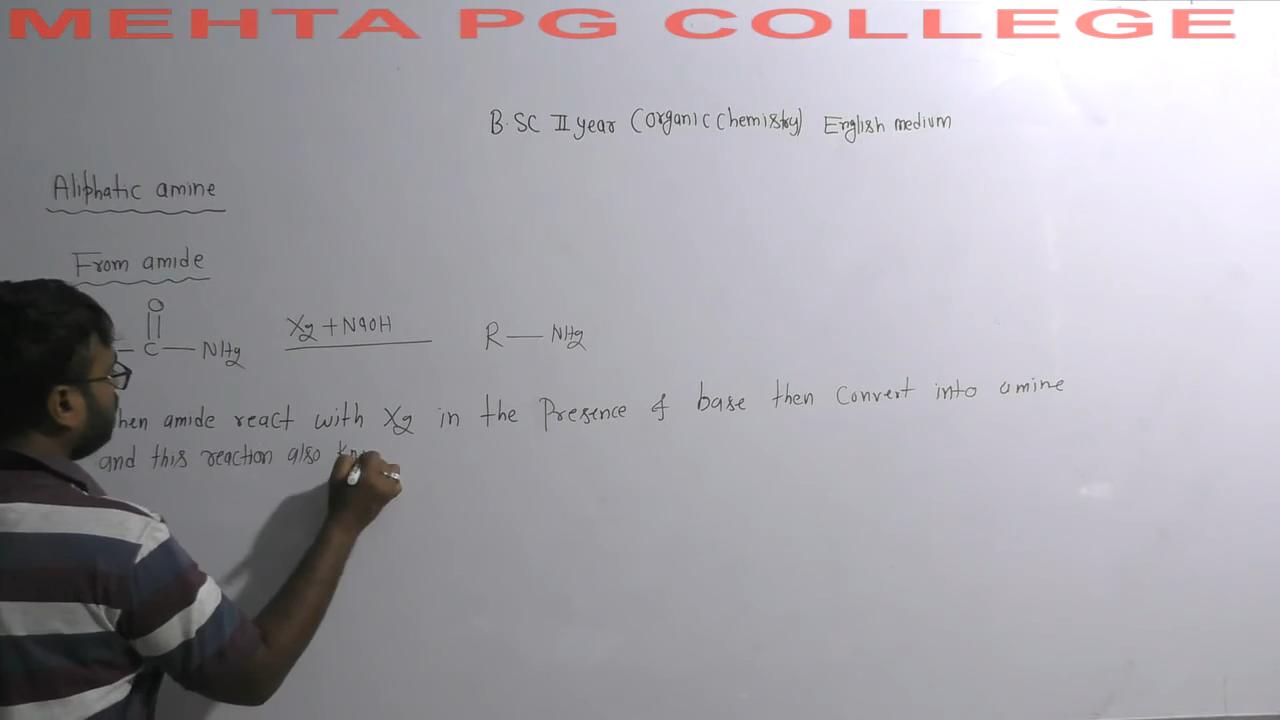 MEHTA PG COLLEGE
B.SC II year (Organic Chemistry) English medium
Aliphatic amine
From amide
O
|| X2 + NaOH
— C — NH2 R — NH2
hen amide react with X2 in the Presence of base then Convert into amine
and this reaction also